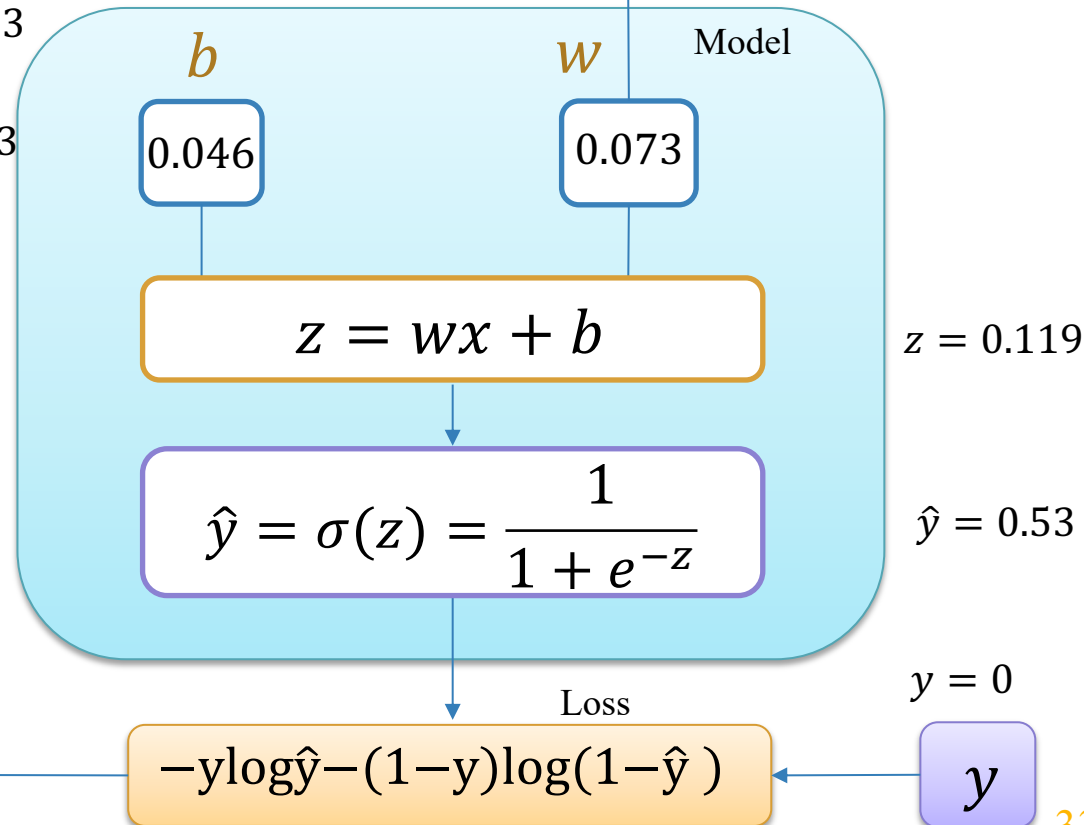 3
b
w
Model
3
0.046
0.073
z = wx + b
z = 0.119
ŷ = σ(z) = 1 / (1 + e^{−z})
ŷ = 0.53
y = 0
Loss
−ylogŷ−(1−y)log(1−ŷ )
y